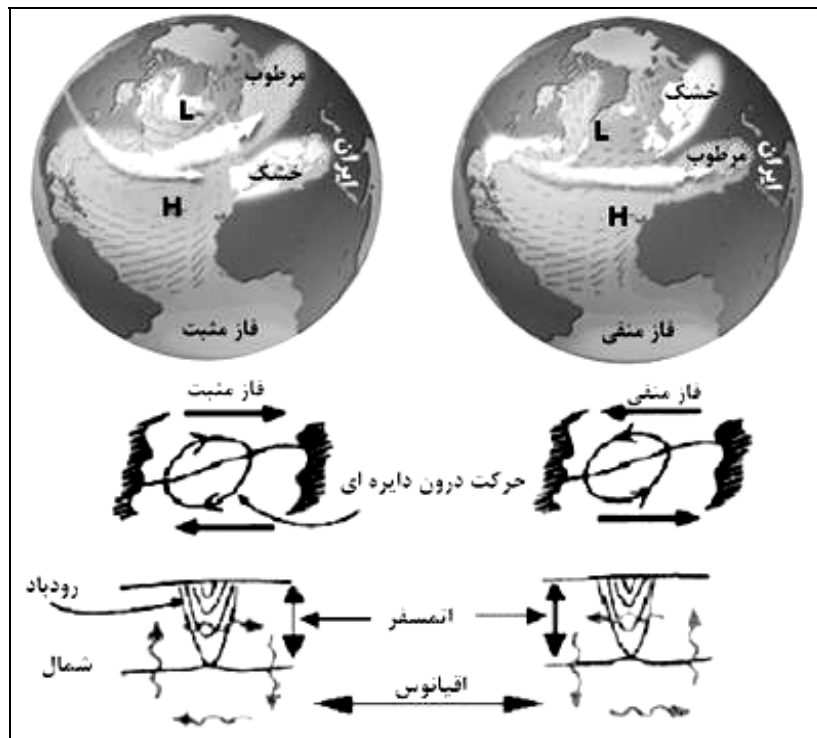 مرطوب
L
خشک
ایران
H
فاز مثبت
خشک
L
مرطوب
ایران
H
فاز منفی
فاز مثبت
فاز منفی
حرکت درون دایره ای
رودباد
اتمسفر
شمال
اقیانوس